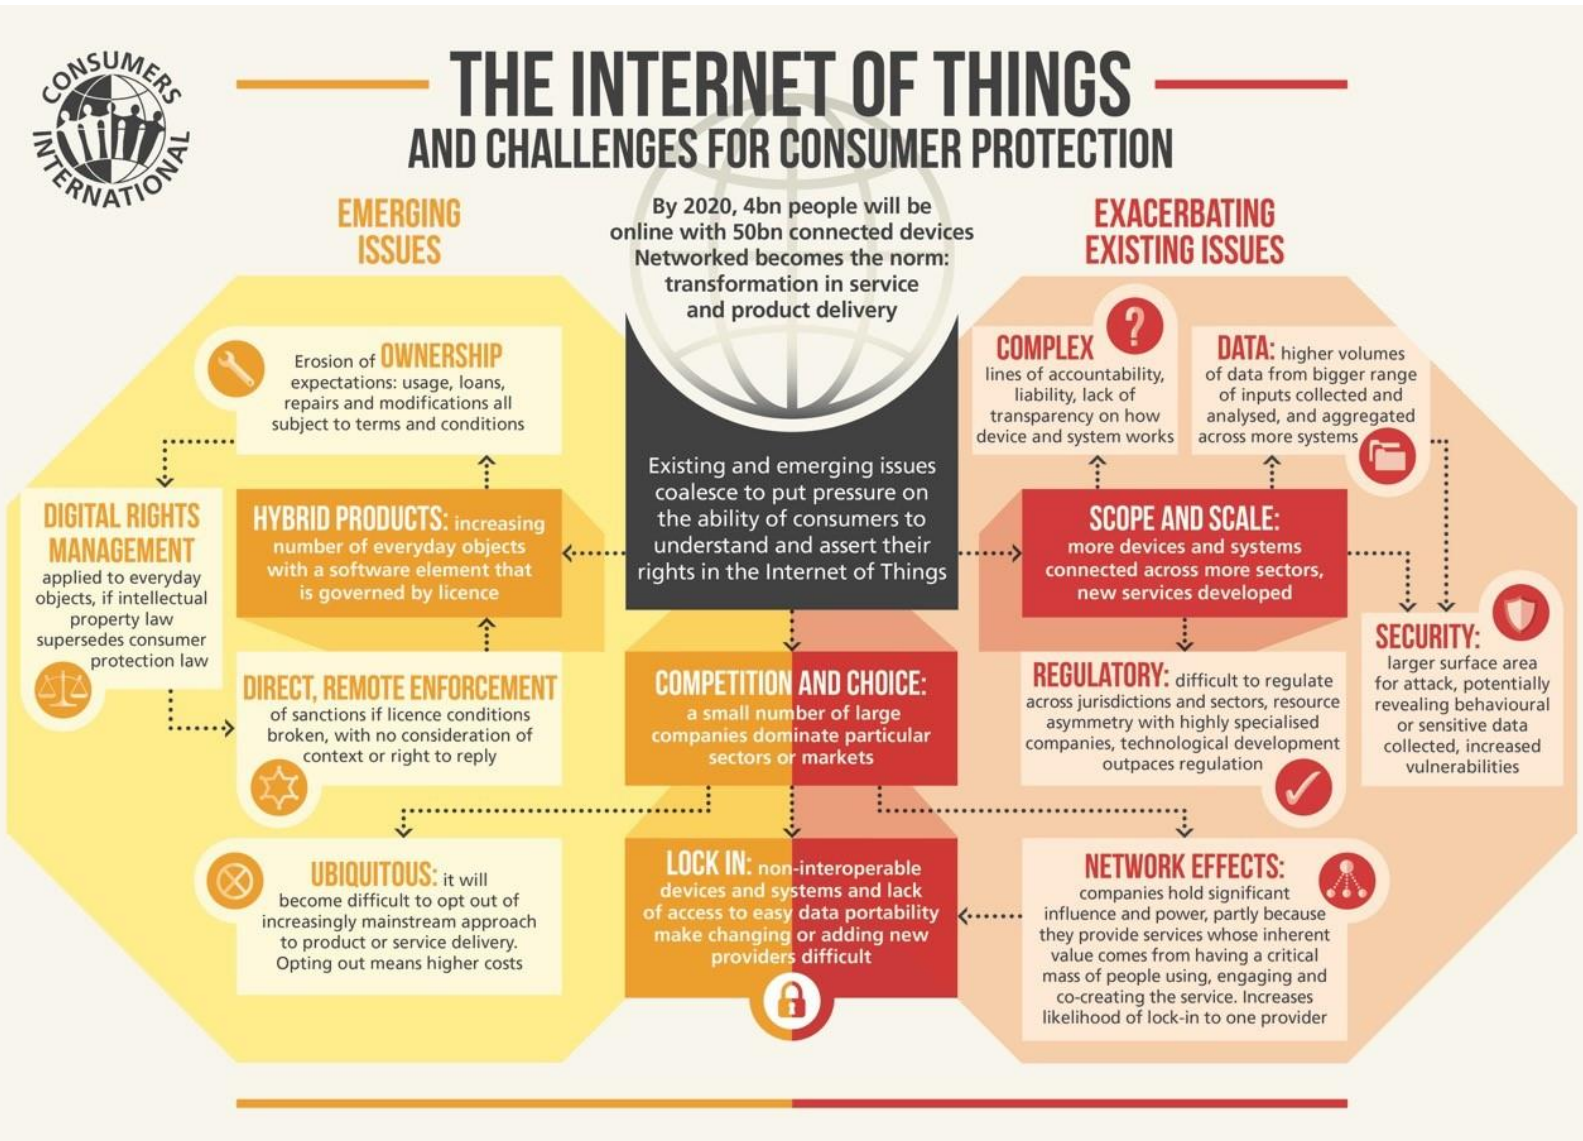 CONSUMERS
INTERNATIONAL
THE INTERNET OF THINGS
AND CHALLENGES FOR CONSUMER PROTECTION
By 2020, 4bn people will be
online with 50bn connected devices
Networked becomes the norm:
transformation in service
and product delivery
Existing and emerging issues
coalesce to put pressure on
the ability of consumers to
understand and assert their
rights in the Internet of Things
EMERGING
ISSUES
Erosion of OWNERSHIP
expectations: usage, loans,
repairs and modifications all
subject to terms and conditions
DIGITAL RIGHTS
MANAGEMENT
applied to everyday
objects, if intellectual
property law
supersedes consumer
protection law
HYBRID PRODUCTS: increasing
number of everyday objects
with a software element that
is governed by licence
DIRECT, REMOTE ENFORCEMENT
of sanctions if licence conditions
broken, with no consideration of
context or right to reply
UBIQUITOUS: it will
become difficult to opt out of
increasingly mainstream approach
to product or service delivery.
Opting out means higher costs
COMPETITION AND CHOICE:
a small number of large
companies dominate particular
sectors or markets
LOCK IN: non-interoperable
devices and systems and lack
of access to easy data portability
make changing or adding new
providers difficult
EXACERBATING
EXISTING ISSUES
COMPLEX
lines of accountability,
liability, lack of
transparency on how
device and system works
?
DATA: higher volumes
of data from bigger range
of inputs collected and
analysed, and aggregated
across more systems
SCOPE AND SCALE:
more devices and systems
connected across more sectors,
new services developed
REGULATORY: difficult to regulate
across jurisdictions and sectors, resource
asymmetry with highly specialised
companies, technological development
outpaces regulation
SECURITY:
larger surface area
for attack, potentially
revealing behavioural
or sensitive data
collected, increased
vulnerabilities
NETWORK EFFECTS:
companies hold significant
influence and power, partly because
they provide services whose inherent
value comes from having a critical
mass of people using, engaging and
co-creating the service. Increases
likelihood of lock-in to one provider